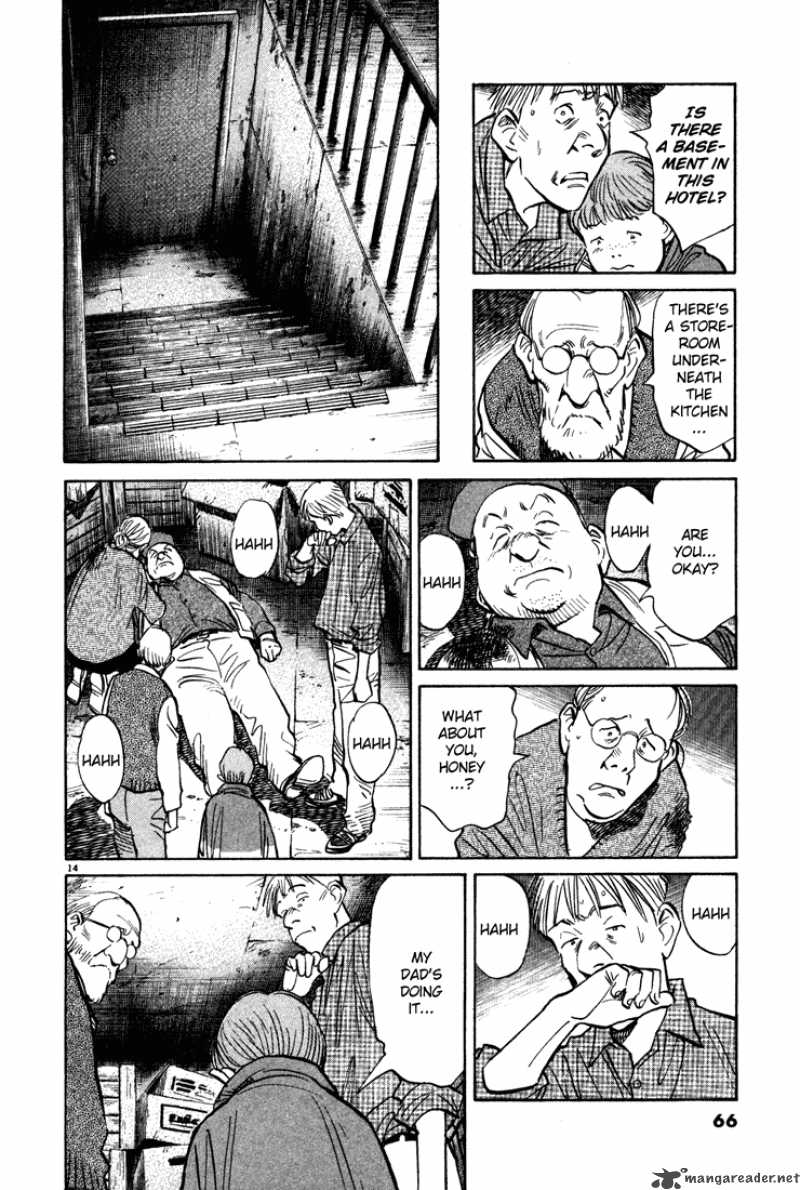 IS
THERE
A BASE-
MENT IN
THIS
HOTEL?
THERE'S
A STORE-
ROOM
UNDER-
NEATH
THE
KITCHEN
...
ARE
YOU...
OKAY?
HAHH
HAHH
HAHH
HAHH
HAHH
WHAT
ABOUT
YOU,
HONEY
...?
14
HAHH
HAHH
MY
DAD'S
DOING
IT...
66
mangareader.net